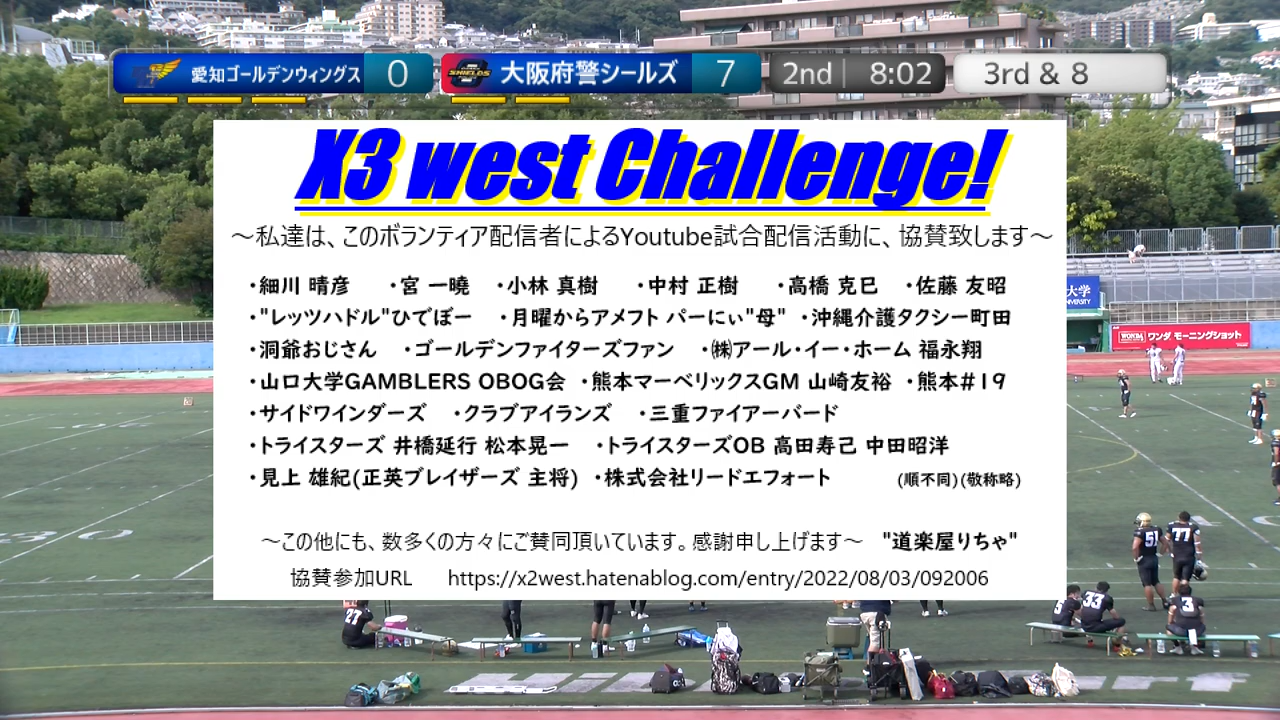 愛知ゴールデンウィングス 0 SHIELDS 大阪府警シールズ 7 2nd 8:02 3rd & 8
X3 west Challenge!
～私達は、このボランティア配信者によるYoutube試合配信活動に、協賛致します～
・細川 晴彦 ・宮 一曉 ・小林 真樹 ・中村 正樹 ・高橋 克巳 ・佐藤 友昭
・"レッツハドル"ひでぼー ・月曜からアメフト パーにぃ"母" ・沖縄介護タクシー町田
・洞爺おじさん ・ゴールデンファイターズファン ・㈱アール・イー・ホーム 福永翔
・山口大学GAMBLERS OBOG会 ・熊本マーベリックスGM 山崎友裕 ・熊本#19
・サイドワインダーズ ・クラブアイランズ ・三重ファイアーバード
・トライスターズ 井橋延行 松本晃一 ・トライスターズOB 高田寿己 中田昭洋
・見上 雄紀(正英ブレイザーズ 主将) ・株式会社リードエフォート (順不同)(敬称略)
～この他にも、数多くの方々にご賛同頂いています。感謝申し上げます～ "道楽屋りちゃ"
協賛参加URL https://x2west.hatenablog.com/entry/2022/08/03/092006
大学
WONDA ワンダ モーニングショット
3 0
51
77
27
5
33
3